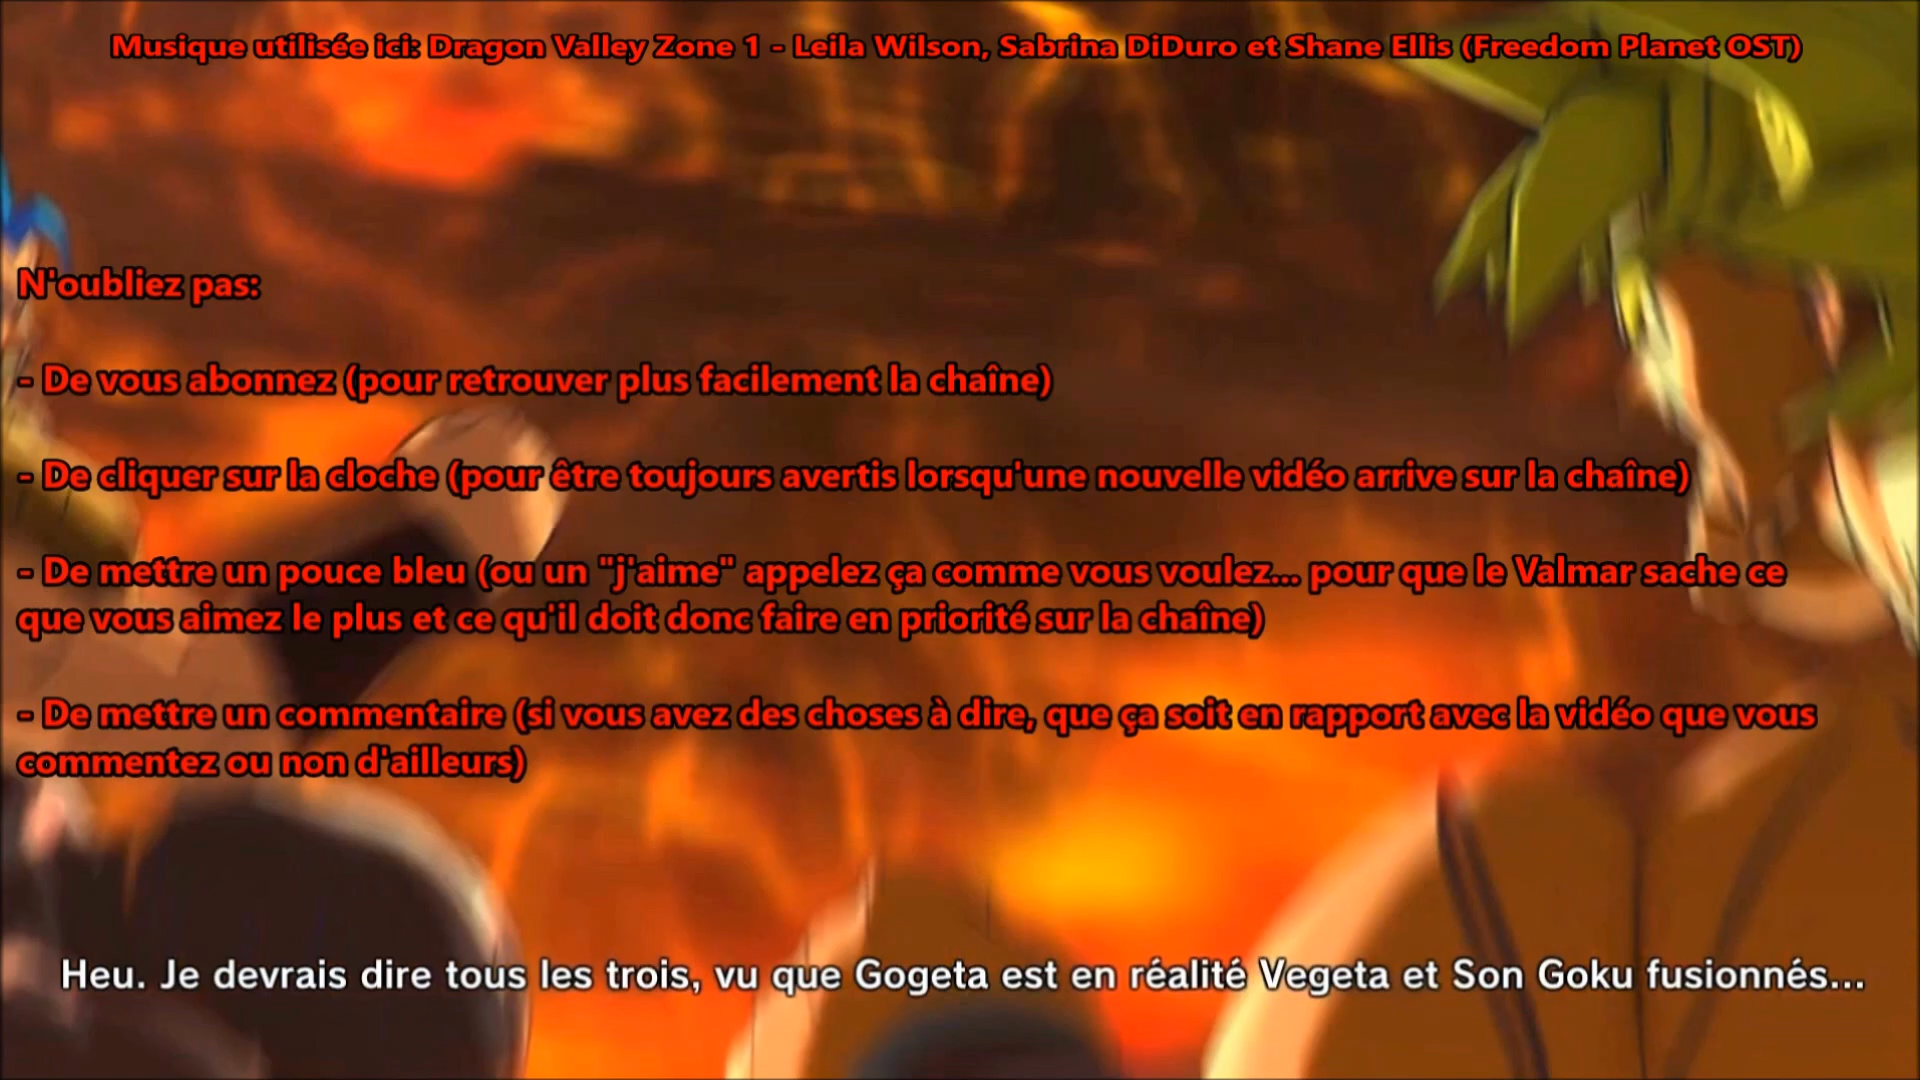 Musique utilisée ici: Dragon Valley Zone 1 - Leila Wilson, Sabrina DiDuro et Shane Ellis (Freedom Planet OST)
N'oubliez pas:
- De vous abonnez (pour retrouver plus facilement la chaîne)
- De cliquer sur la cloche (pour être toujours avertis lorsqu'une nouvelle vidéo arrive sur la chaîne)
- De mettre un pouce bleu (ou un "j'aime" appelez ça comme vous voulez... pour que le Valmar sache ce
que vous aimez le plus et ce qu'il doit donc faire en priorité sur la chaîne)
- De mettre un commentaire (si vous avez des choses à dire, que ça soit en rapport avec la vidéo que vous
commentez ou non d'ailleurs)
Heu. Je devrais dire tous les trois, vu que Gogeta est en réalité Vegeta et Son Goku fusionnés...